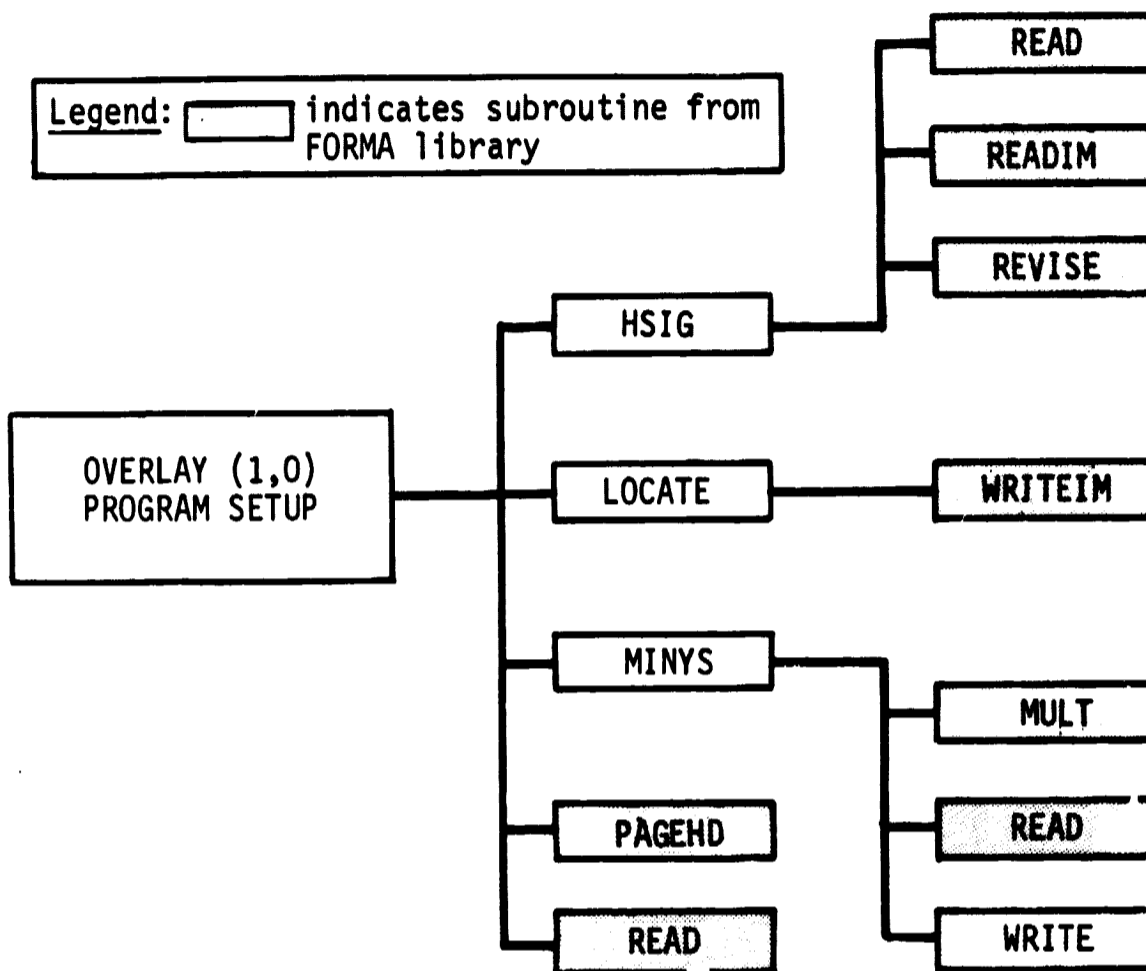 Legend: indicates subroutine from
FORMA library
READ
READIM
REVISE
HSIG
OVERLAY (1,0)
PROGRAM SETUP
LOCATE
WRITEIM
MINYS
MULT
PAGEHD
READ
READ
WRITE